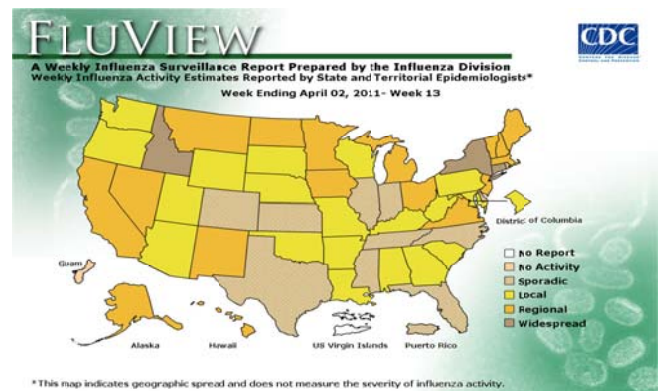 FLUVIEW
CDC
A Weekly Influenza Surveillance Report Prepared by the Influenza Division
Weekly Influenza Activity Estimates Reported by State and Territorial Epidemiologists*
Week Ending April 02, 2011- Week 13
District of Columbia
No Report
No Activity
Sporadic
Local
Regional
Widespread
Guam
Alaska
Hawaii
US Virgin Islands
Puerto Rico
*This map indicates geographic spread and does not measure the severity of influenza activity.